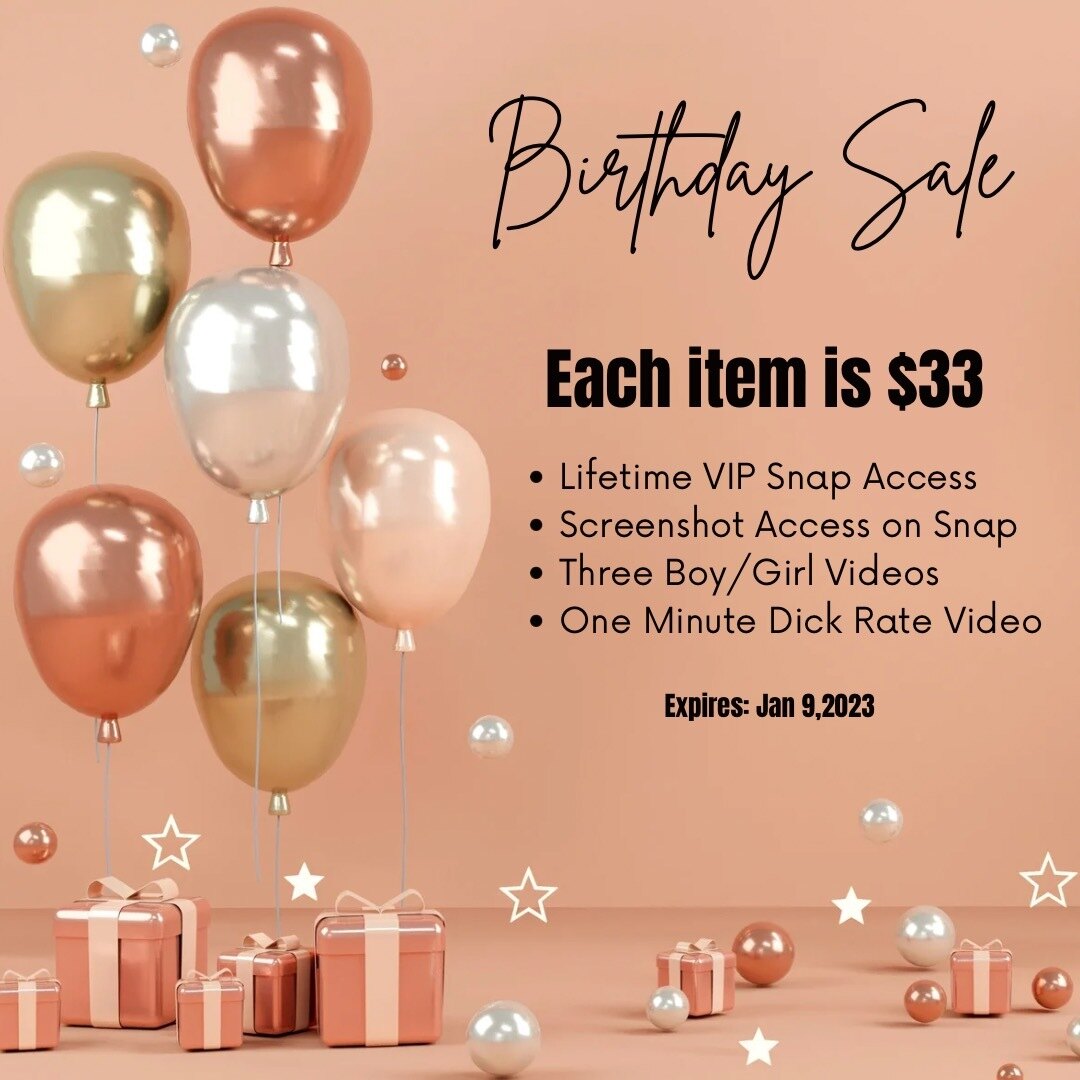 Birthday Sale
Each item is $33
• Lifetime VIP Snap Access
• Screenshot Access on Snap
• Three Boy/Girl Videos
• One Minute Dick Rate Video
Expires: Jan 9,2023